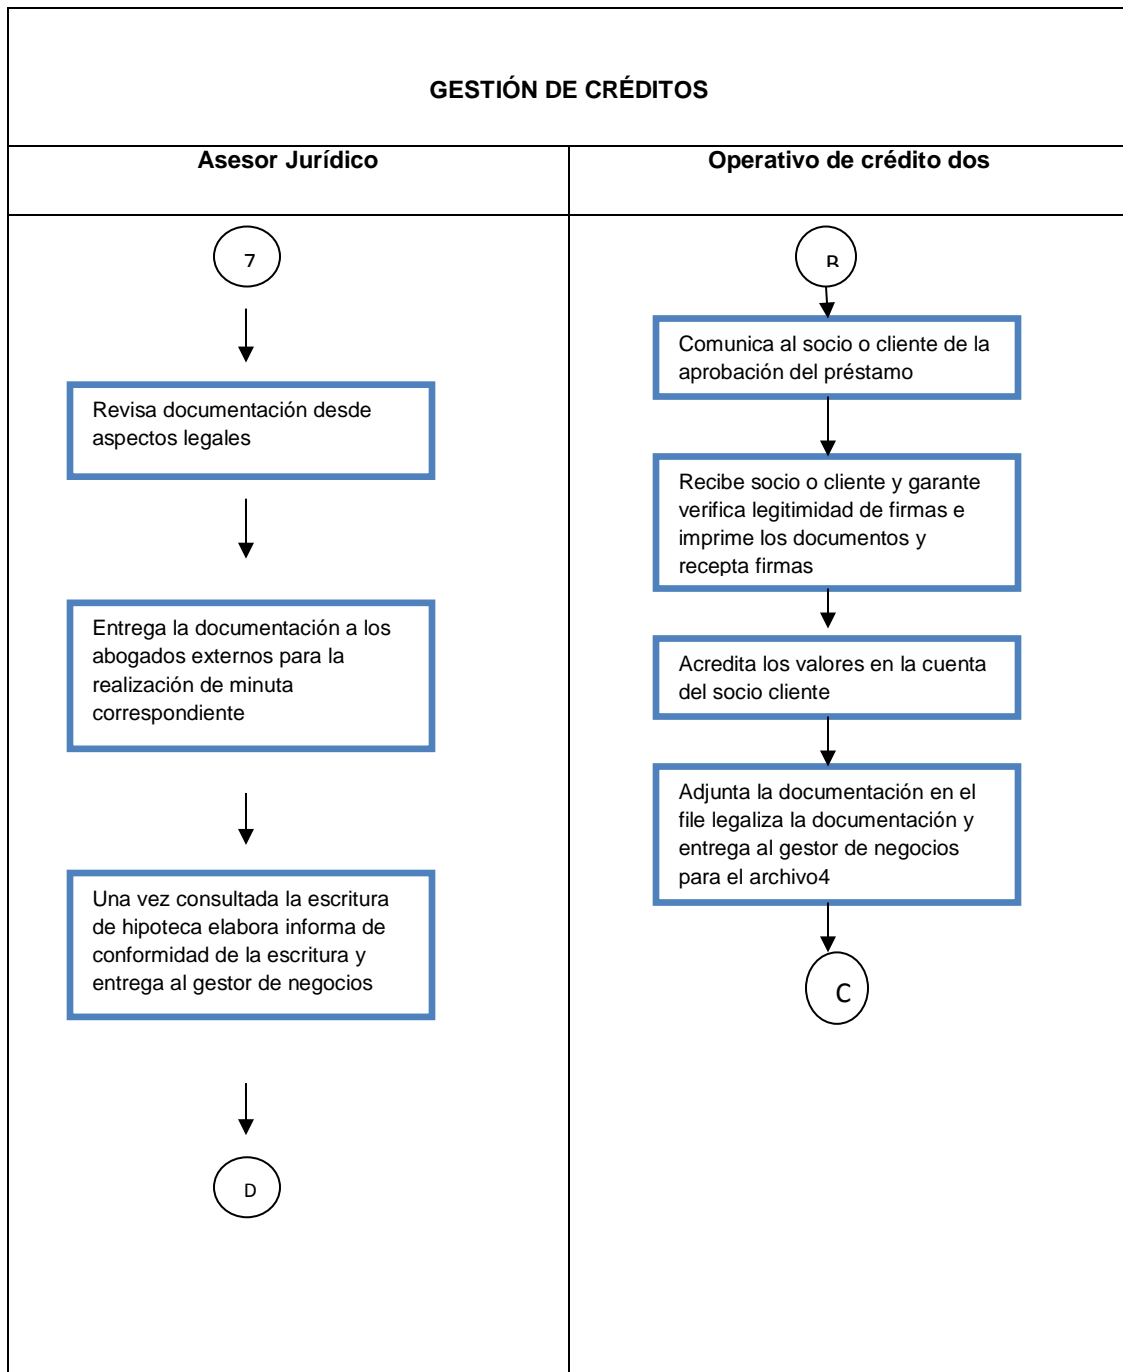 GESTIÓN DE CRÉDITOS
Asesor Jurídico
Operativo de crédito dos
7
Revisa documentación desde
aspectos legales
Entrega la documentación a los
abogados externos para la
realización de minuta
correspondiente
Una vez consultada la escritura
de hipoteca elabora informa de
conformidad de la escritura y
entrega al gestor de negocios
D
B
Comunica al socio o cliente de la
aprobación del préstamo
Recibe socio o cliente y garante
verifica legitimidad de firmas e
imprime los documentos y
recepta firmas
Acredita los valores en la cuenta
del socio cliente
Adjunta la documentación en el
file legaliza la documentación y
entrega al gestor de negocios
para el archivo4
C